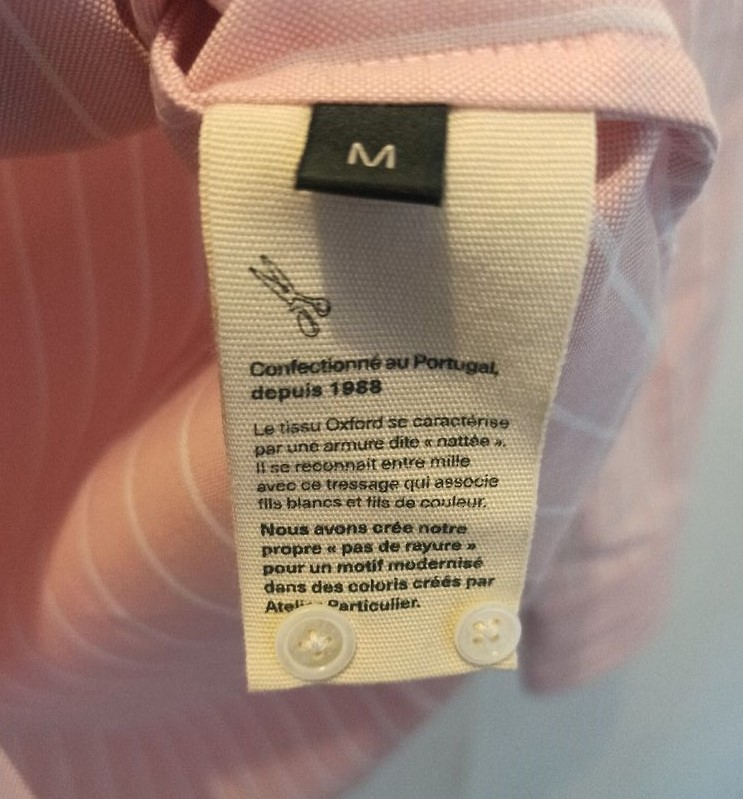 M
Confectionné au Portugal,
depuis 1988
Le tissu Oxford se caractérise
par une armure dite « nattée ».
Il se reconnait entre mille
avec ce tressage qui associe
fils blancs et fils de couleur.
Nous avons crée notre
propre « pas de rayure »
pour un motif modernisé
dans des coloris créés par
Atelier Particulier.